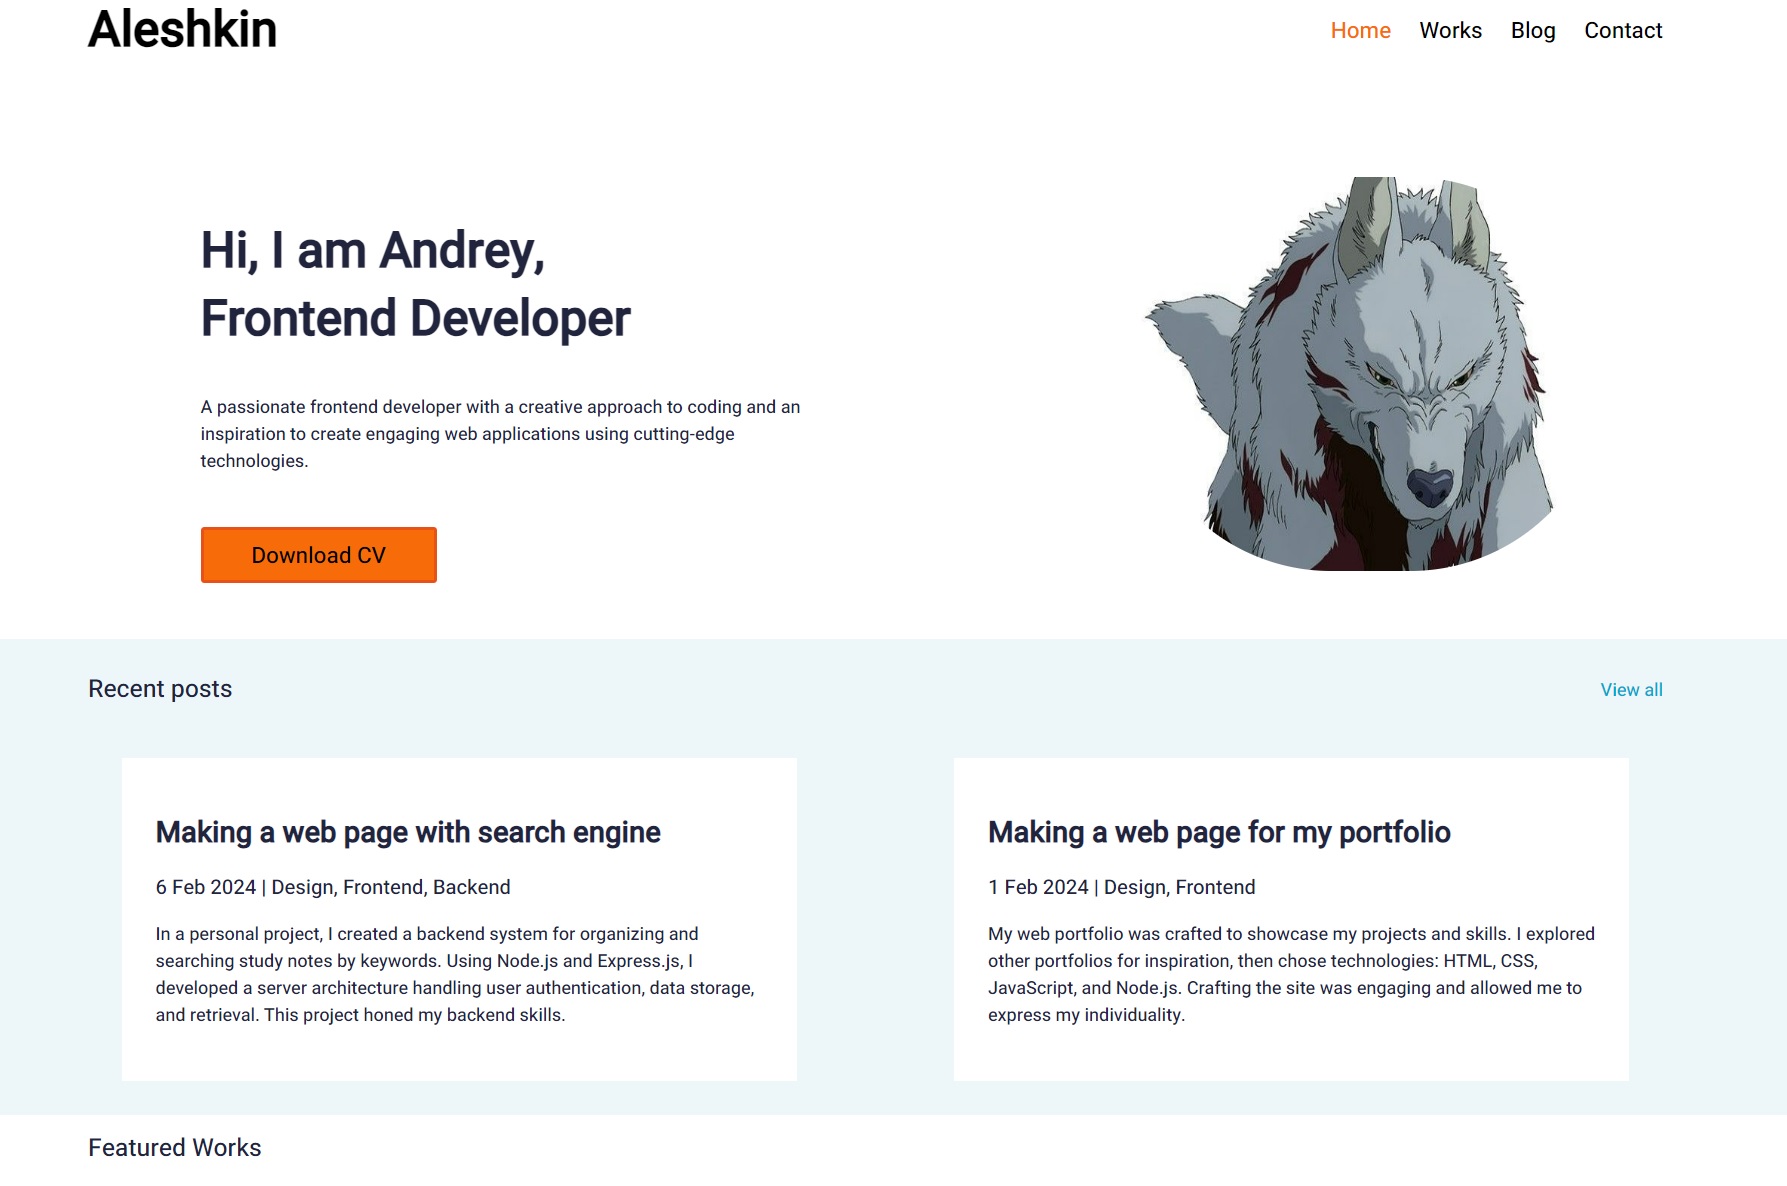 Aleshkin
Home Works Blog Contact
Hi, I am Andrey,
Frontend Developer
A passionate frontend developer with a creative approach to coding and an
inspiration to create engaging web applications using cutting-edge
technologies.
Download CV
Recent posts
View all
Making a web page with search engine
6 Feb 2024 | Design, Frontend, Backend
In a personal project, I created a backend system for organizing and
searching study notes by keywords. Using Node.js and Express.js, I
developed a server architecture handling user authentication, data storage,
and retrieval. This project honed my backend skills.
Making a web page for my portfolio
1 Feb 2024 | Design, Frontend
My web portfolio was crafted to showcase my projects and skills. I explored
other portfolios for inspiration, then chose technologies: HTML, CSS,
JavaScript, and Node.js. Crafting the site was engaging and allowed me to
express my individuality.
Featured Works